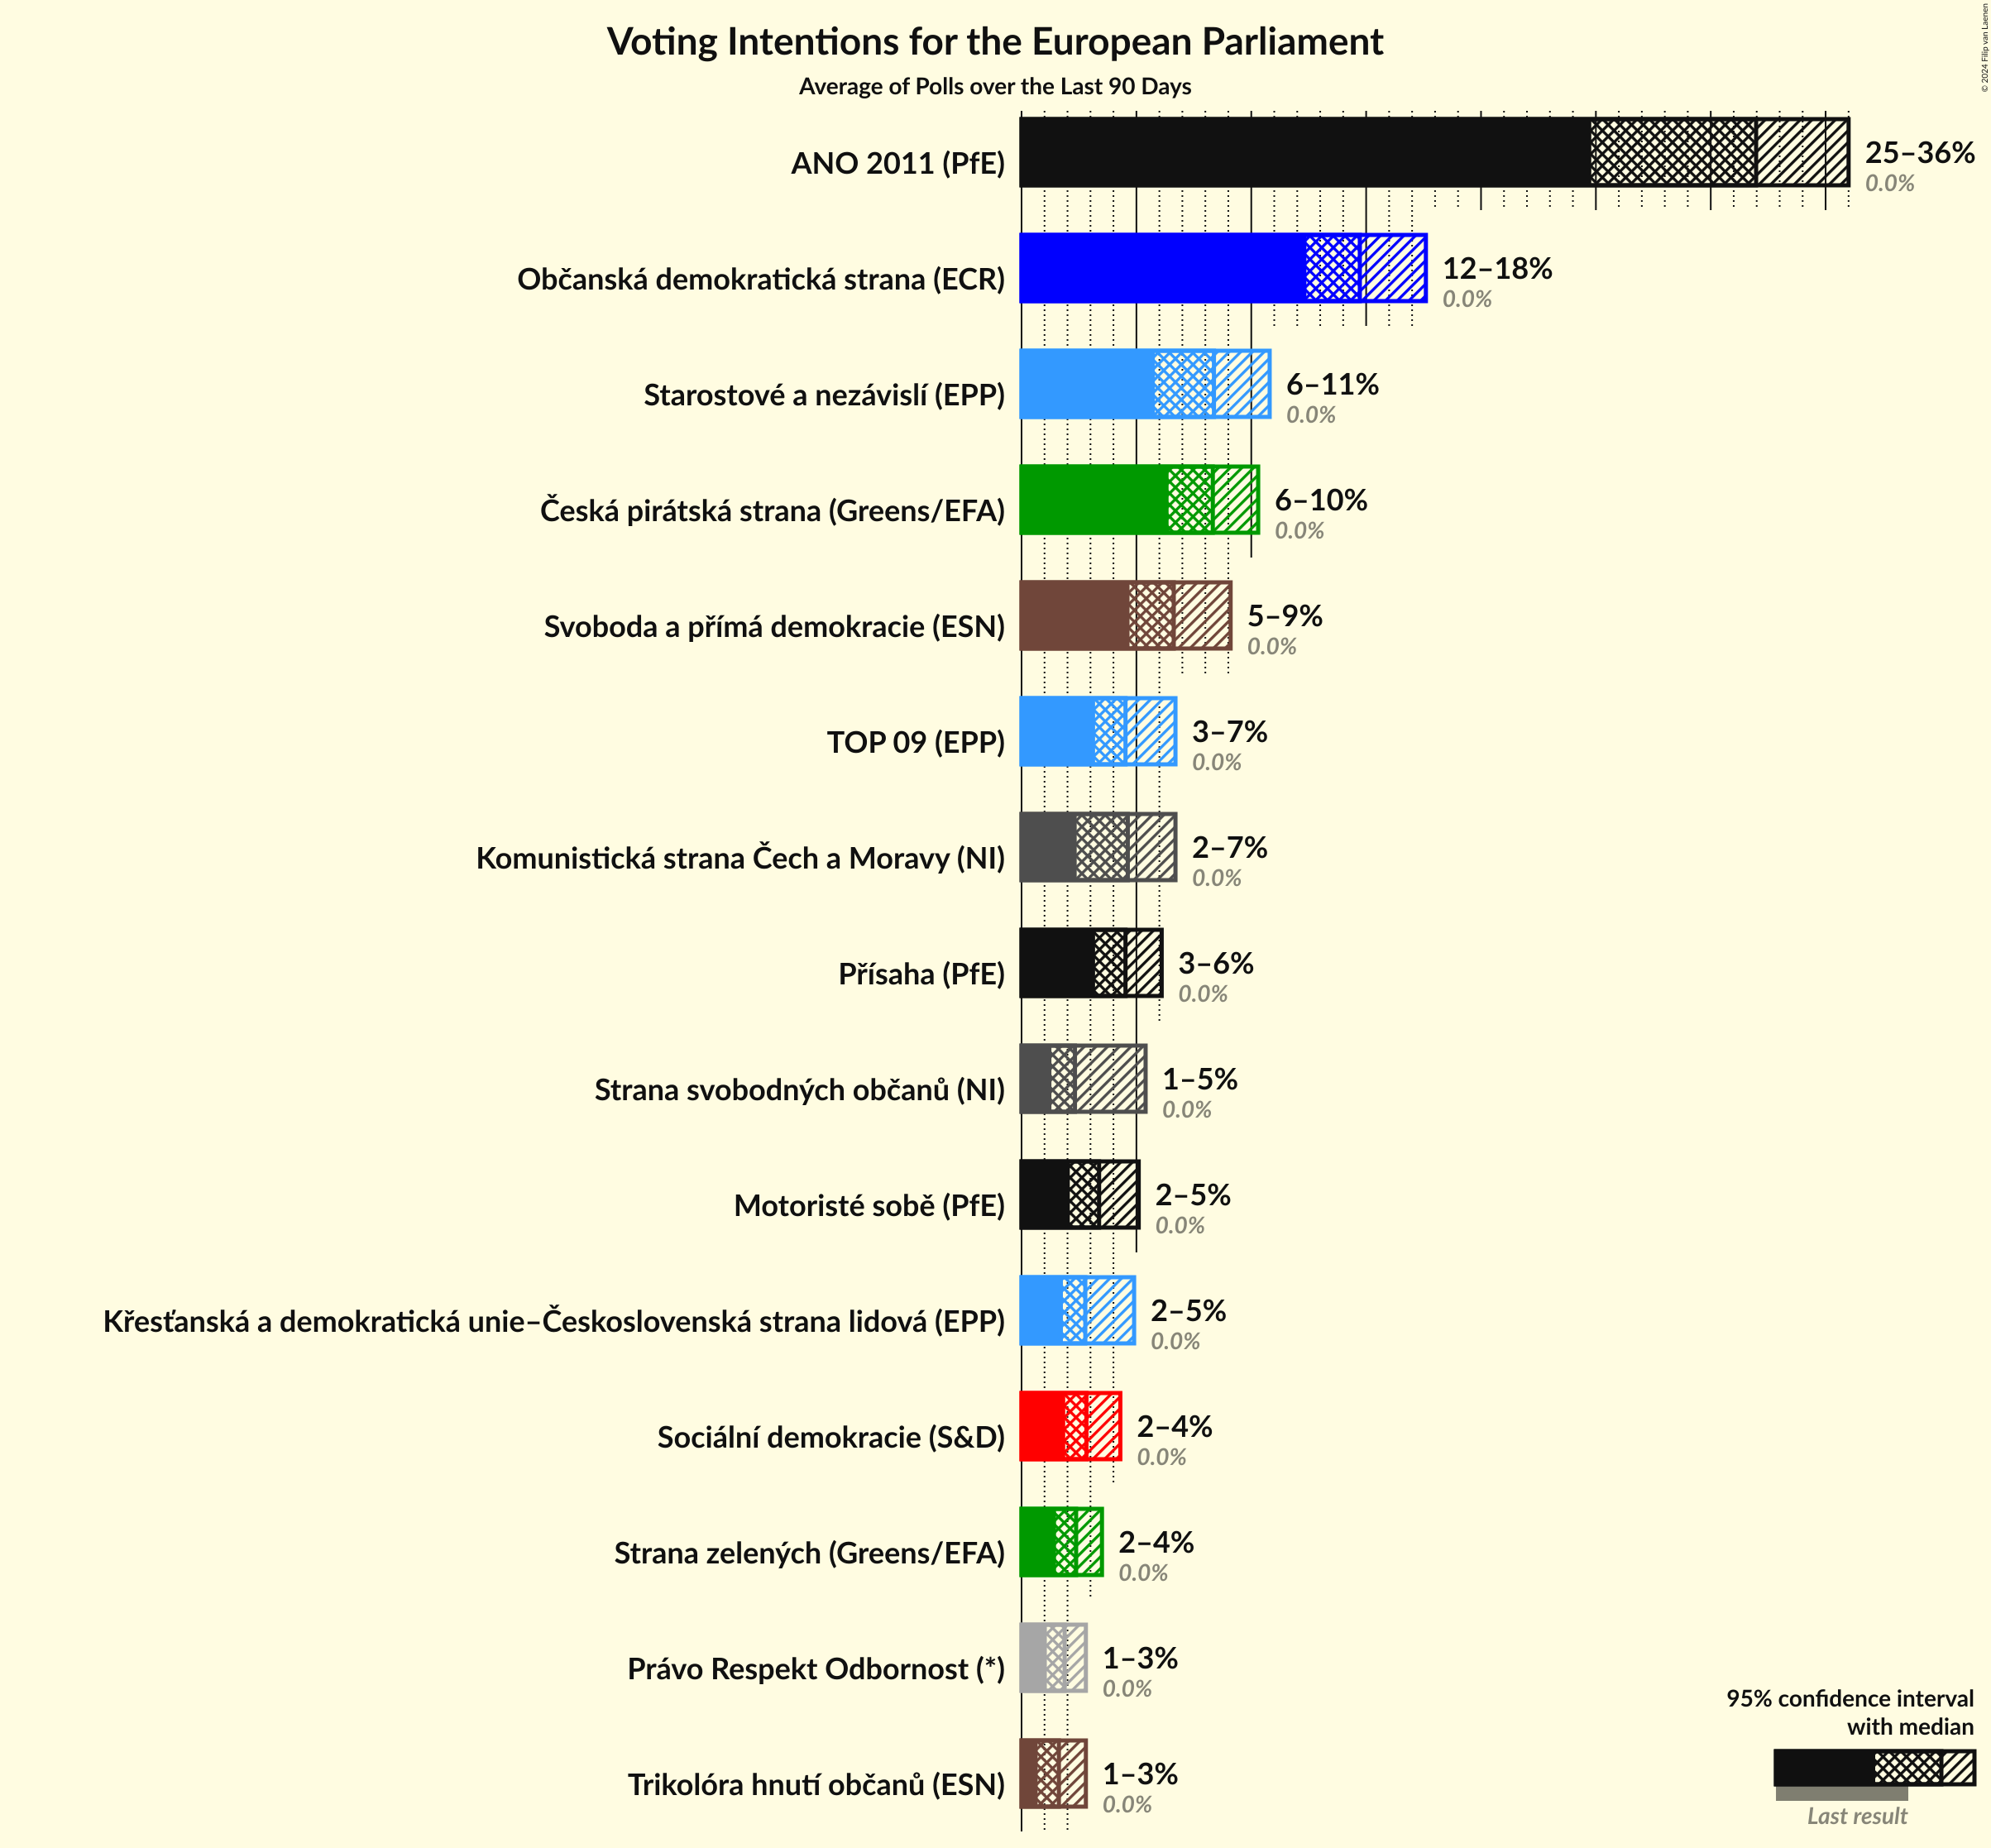 Voting Intentions for the European Parliament
Average of Polls over the Last 90 Days
© 2024 Filip van Laenen
ANO 2011 (PfE)
25–36%
0.0%
Občanská demokratická strana (ECR)
12–18%
0.0%
Starostové a nezávislí (EPP)
6–11%
0.0%
Česká pirátská strana (Greens/EFA)
6–10%
0.0%
Svoboda a přímá demokracie (ESN)
5–9%
0.0%
TOP 09 (EPP)
3–7%
0.0%
Komunistická strana Čech a Moravy (NI)
2–7%
0.0%
Přísaha (PfE)
3–6%
0.0%
Strana svobodných občanů (NI)
1–5%
0.0%
Motoristé sobě (PfE)
2–5%
0.0%
Křesťanská a demokratická unie–Československá strana lidová (EPP)
2–5%
0.0%
Sociální demokracie (S&D)
2–4%
0.0%
Strana zelených (Greens/EFA)
2–4%
0.0%
Právo Respekt Odbornost (*)
1–3%
0.0%
Trikolóra hnutí občanů (ESN)
1–3%
0.0%
95% confidence interval
with median
Last result